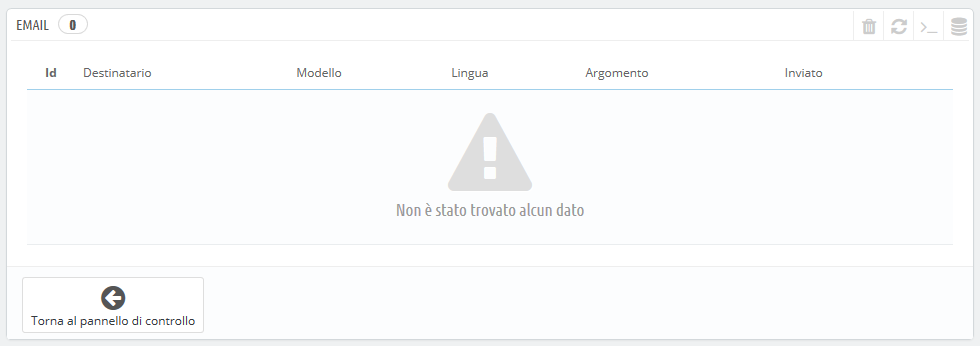 EMAIL 0
Id Destinatario Modello Lingua Argomento Inviato
Non è stato trovato alcun dato
Torna al pannello di controllo